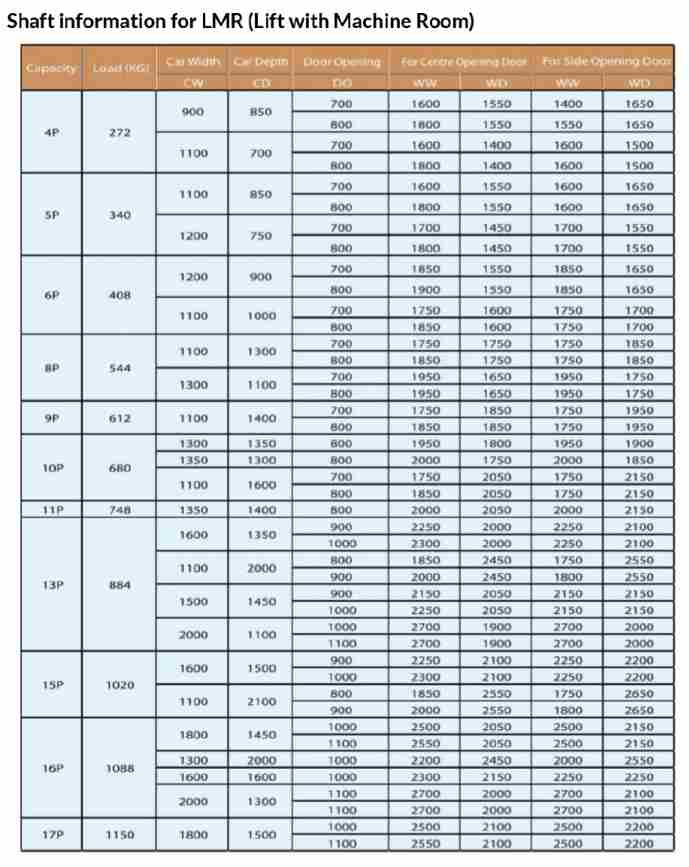 Shaft information for LMR (Lift with Machine Room)
Capacity Load (KG) Car Width Car Depth Door Opening For Centre Opening Door For Side Opening Door
CW CD DO WW WD WW WD
4P 272 900 850 700 1600 1550 1400 1650
800 1800 1550 1550 1650
1100 700 700 1600 1400 1600 1500
800 1800 1400 1600 1500
5P 340 1100 850 700 1600 1550 1600 1650
800 1800 1550 1600 1650
1200 750 700 1700 1450 1700 1550
800 1800 1450 1700 1550
6P 408 1200 900 700 1850 1550 1850 1650
800 1900 1550 1850 1650
1100 1000 700 1750 1600 1750 1700
800 1850 1600 1750 1700
8P 544 1100 1300 700 1750 1750 1750 1850
800 1850 1750 1750 1850
1300 1100 700 1950 1650 1950 1750
800 1950 1650 1950 1750
9P 612 1100 1400 700 1750 1850 1750 1950
800 1850 1850 1750 1950
10P 680 1300 1350 800 1950 1800 1950 1900
1350 1300 800 2000 1750 2000 1850
1100 1600 700 1750 2050 1750 2150
800 1850 2050 1750 2150
11P 748 1350 1400 800 2000 2050 2000 2150
13P 884 1600 1350 900 2250 2000 2250 2100
1000 2300 2000 2250 2100
1100 2000 800 1850 2450 1750 2550
900 2000 2450 1800 2550
1500 1450 900 2150 2050 2150 2150
1000 2250 2050 2150 2150
2000 1100 1000 2700 1900 2700 2000
1100 2700 1900 2700 2000
15P 1020 1600 1500 900 2250 2100 2250 2200
1000 2300 2100 2250 2200
1100 2100 800 1850 2550 1750 2650
900 2000 2550 1800 2650
16P 1088 1800 1450 1000 2500 2050 2500 2150
1100 2550 2050 2500 2150
1300 2000 1000 2200 2450 2000 2550
1600 1600 1000 2300 2150 2250 2250
2000 1300 1100 2700 2000 2700 2100
1100 2700 2000 2700 2100
17P 1150 1800 1500 1000 2500 2100 2500 2200
1100 2550 2100 2500 2200